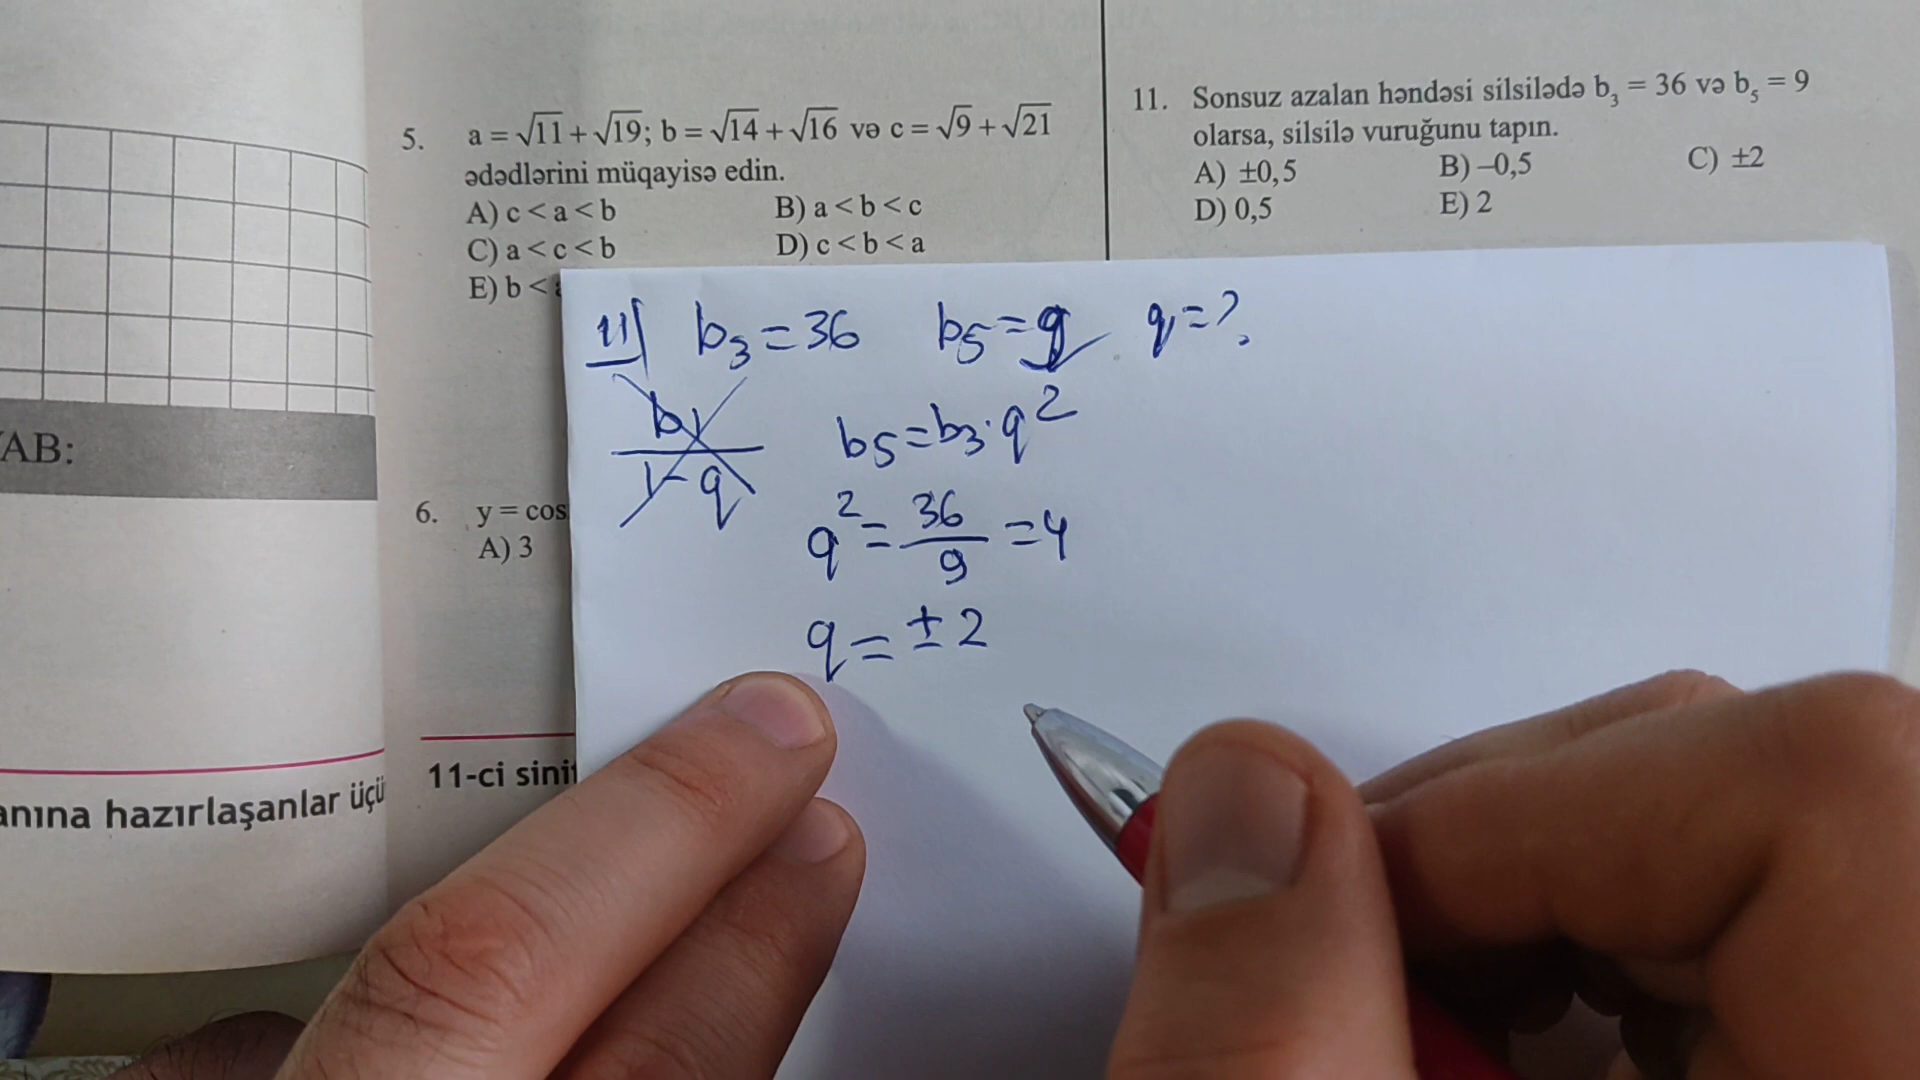 AB:
anına hazırlaşanlar üçü
5. a = √11 + √19; b = √14 + √16 və c = √9 + √21
ədədlərini müqayisə edin.
A) c < a < b B) a < b < c
C) a < c < b D) c < b < a
E) b <
6. y = cos
A) 3
11-ci sinif
11. Sonsuz azalan həndəsi silsilədə b₃ = 36 və b₅ = 9
olarsa, silsilə vuruğunu tapın.
A) ±0,5 B) –0,5 C) ±2
D) 0,5 E) 2
11) b₃ = 36 b₅ = 9 q = ?
b₁/1-q
b₅ = b₃ · q²
q² = 36/9 = 4
q = ±2